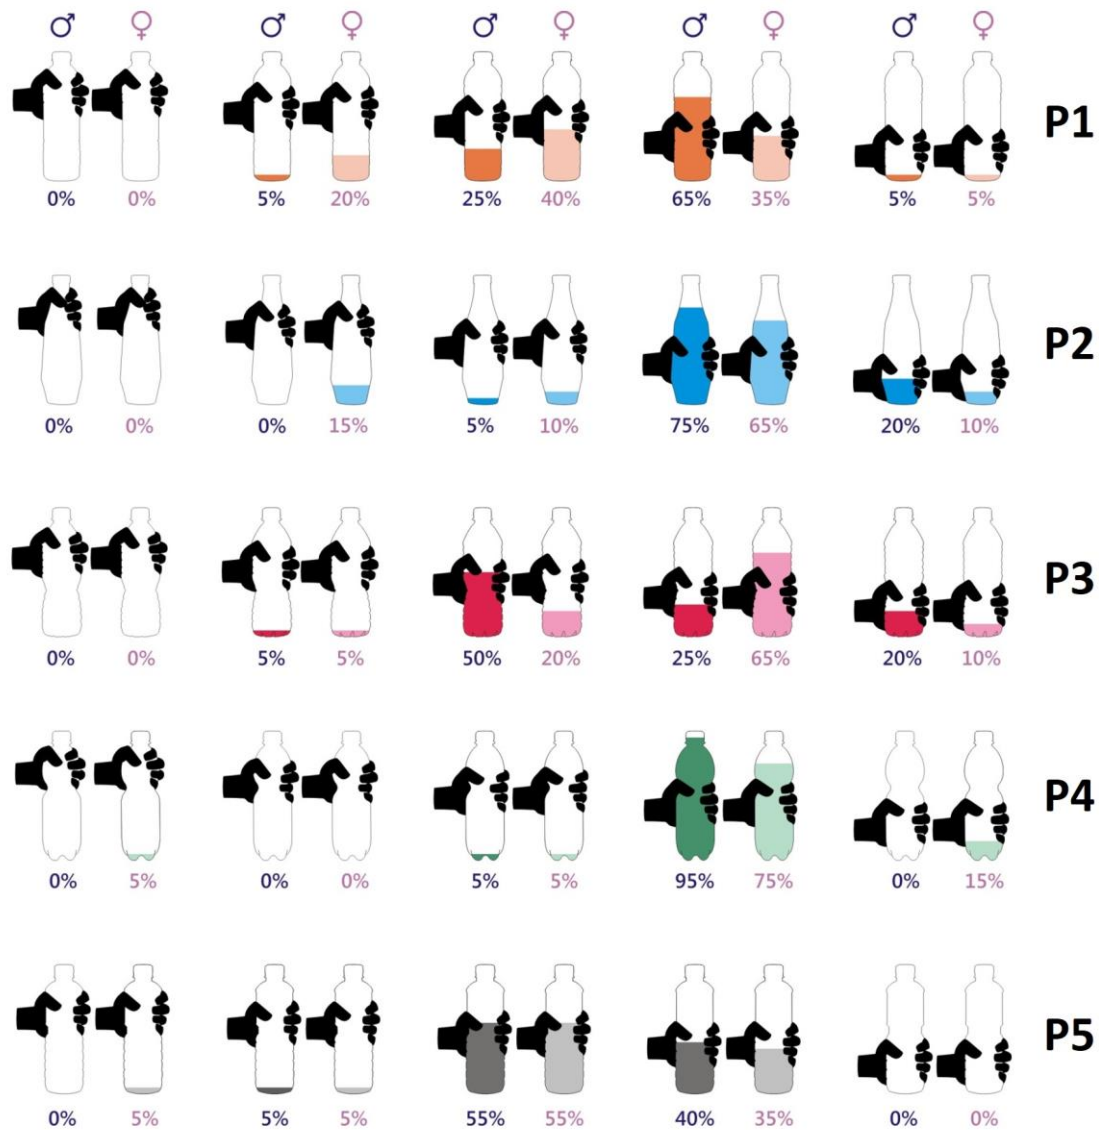 ♂ ♀ ♂ ♀ ♂ ♀ ♂ ♀ ♂ ♀
P1
0% 0% 5% 20% 25% 40% 65% 35% 5% 5%
P2
0% 0% 0% 15% 5% 10% 75% 65% 20% 10%
P3
0% 0% 5% 5% 50% 20% 25% 65% 20% 10%
P4
0% 5% 0% 0% 5% 5% 95% 75% 0% 15%
P5
0% 5% 5% 5% 55% 55% 40% 35% 0% 0%